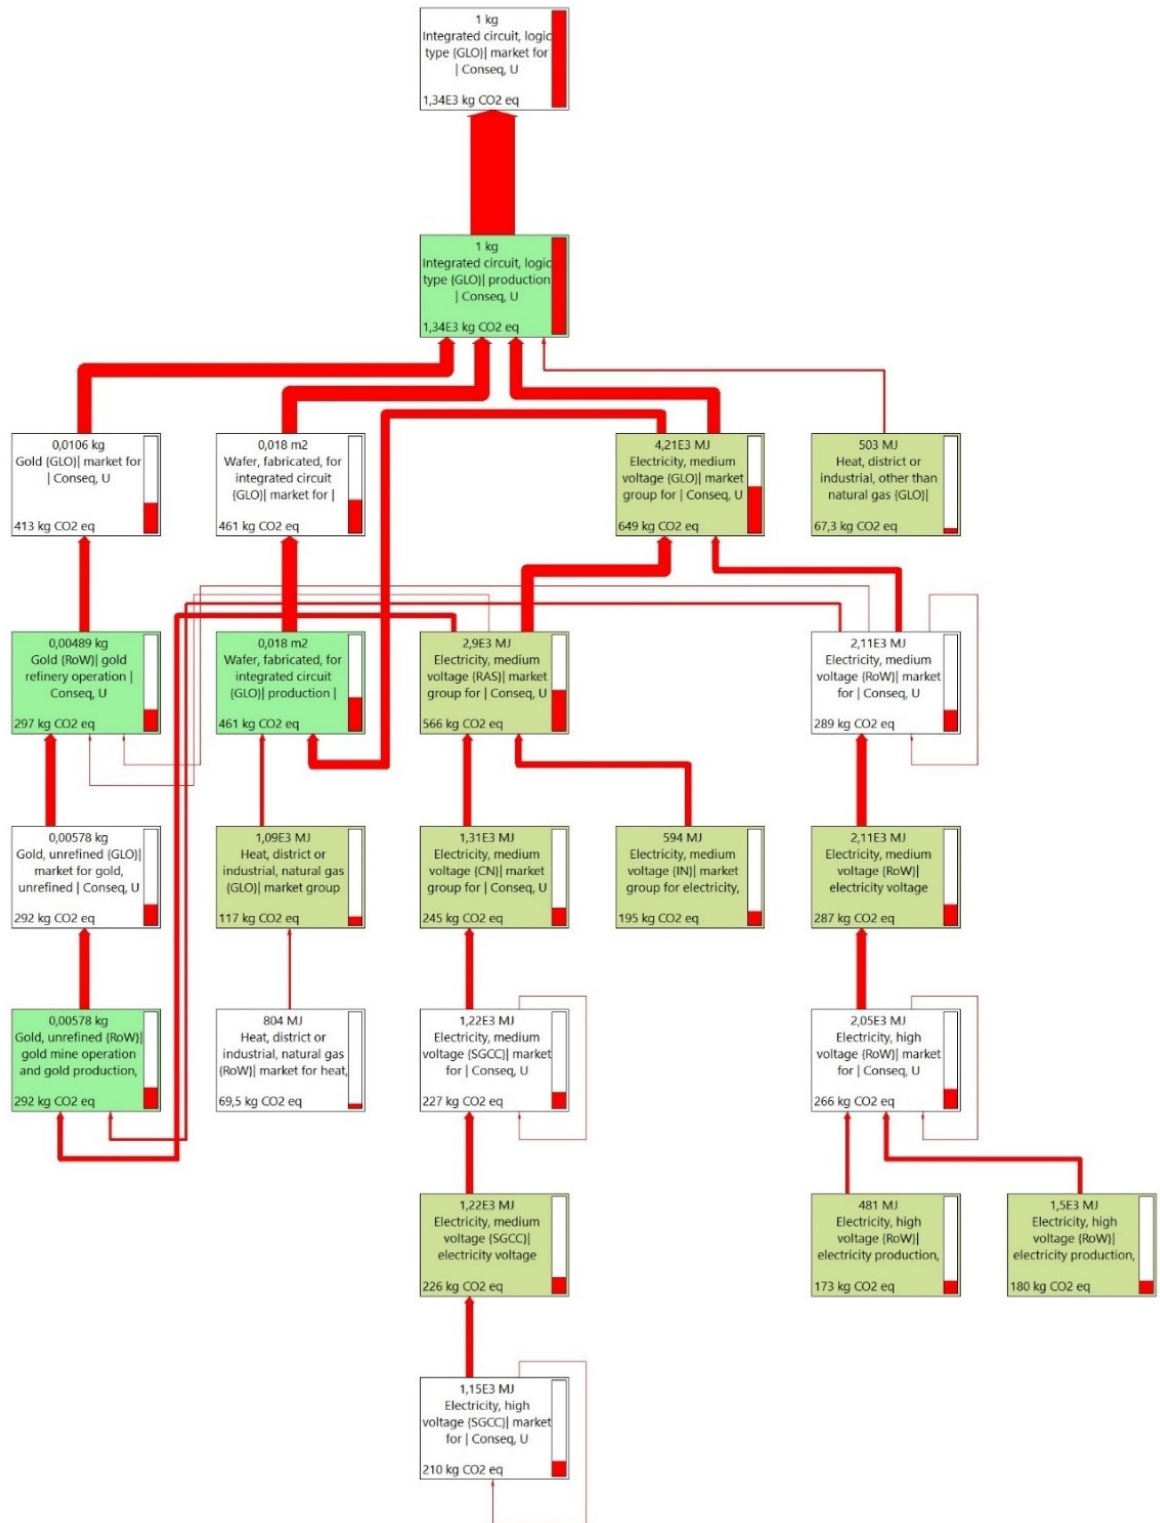 1 kg
Integrated circuit, logic
type {GLO}| market for
| Conseq, U
1,34E3 kg CO2 eq
1 kg
Integrated circuit, logic
type {GLO}| production
| Conseq, U
1,34E3 kg CO2 eq
0,0106 kg
Gold {GLO}| market for
| Conseq, U
413 kg CO2 eq
0,018 m2
Wafer, fabricated, for
integrated circuit
{GLO}| market for |
461 kg CO2 eq
4,21E3 MJ
Electricity, medium
voltage {GLO}| market
group for | Conseq, U
649 kg CO2 eq
503 MJ
Heat, district or
industrial, other than
natural gas {GLO}|
67,3 kg CO2 eq
0,00489 kg
Gold {RoW}| gold
refinery operation |
Conseq, U
297 kg CO2 eq
0,018 m2
Wafer, fabricated, for
integrated circuit
{GLO}| production |
461 kg CO2 eq
2,9E3 MJ
Electricity, medium
voltage {RAS}| market
group for | Conseq, U
566 kg CO2 eq
2,11E3 MJ
Electricity, medium
voltage {RoW}| market
for | Conseq, U
289 kg CO2 eq
0,00578 kg
Gold, unrefined {GLO}|
market for gold,
unrefined | Conseq, U
292 kg CO2 eq
1,09E3 MJ
Heat, district or
industrial, natural gas
{GLO}| market group
117 kg CO2 eq
1,31E3 MJ
Electricity, medium
voltage {CN}| market
group for | Conseq, U
245 kg CO2 eq
594 MJ
Electricity, medium
voltage {IN}| market
group for electricity,
195 kg CO2 eq
2,11E3 MJ
Electricity, medium
voltage {RoW}|
electricity voltage
287 kg CO2 eq
0,00578 kg
Gold, unrefined {RoW}|
gold mine operation
and gold production,
292 kg CO2 eq
804 MJ
Heat, district or
industrial, natural gas
{RoW}| market for heat,
69,5 kg CO2 eq
1,22E3 MJ
Electricity, medium
voltage {SGCC}| market
for | Conseq, U
227 kg CO2 eq
2,05E3 MJ
Electricity, high
voltage {RoW}| market
for | Conseq, U
266 kg CO2 eq
1,22E3 MJ
Electricity, medium
voltage {SGCC}|
electricity voltage
226 kg CO2 eq
481 MJ
Electricity, high
voltage {RoW}|
electricity production,
173 kg CO2 eq
1,5E3 MJ
Electricity, high
voltage {RoW}|
electricity production,
180 kg CO2 eq
1,15E3 MJ
Electricity, high
voltage {SGCC}| market
for | Conseq, U
210 kg CO2 eq